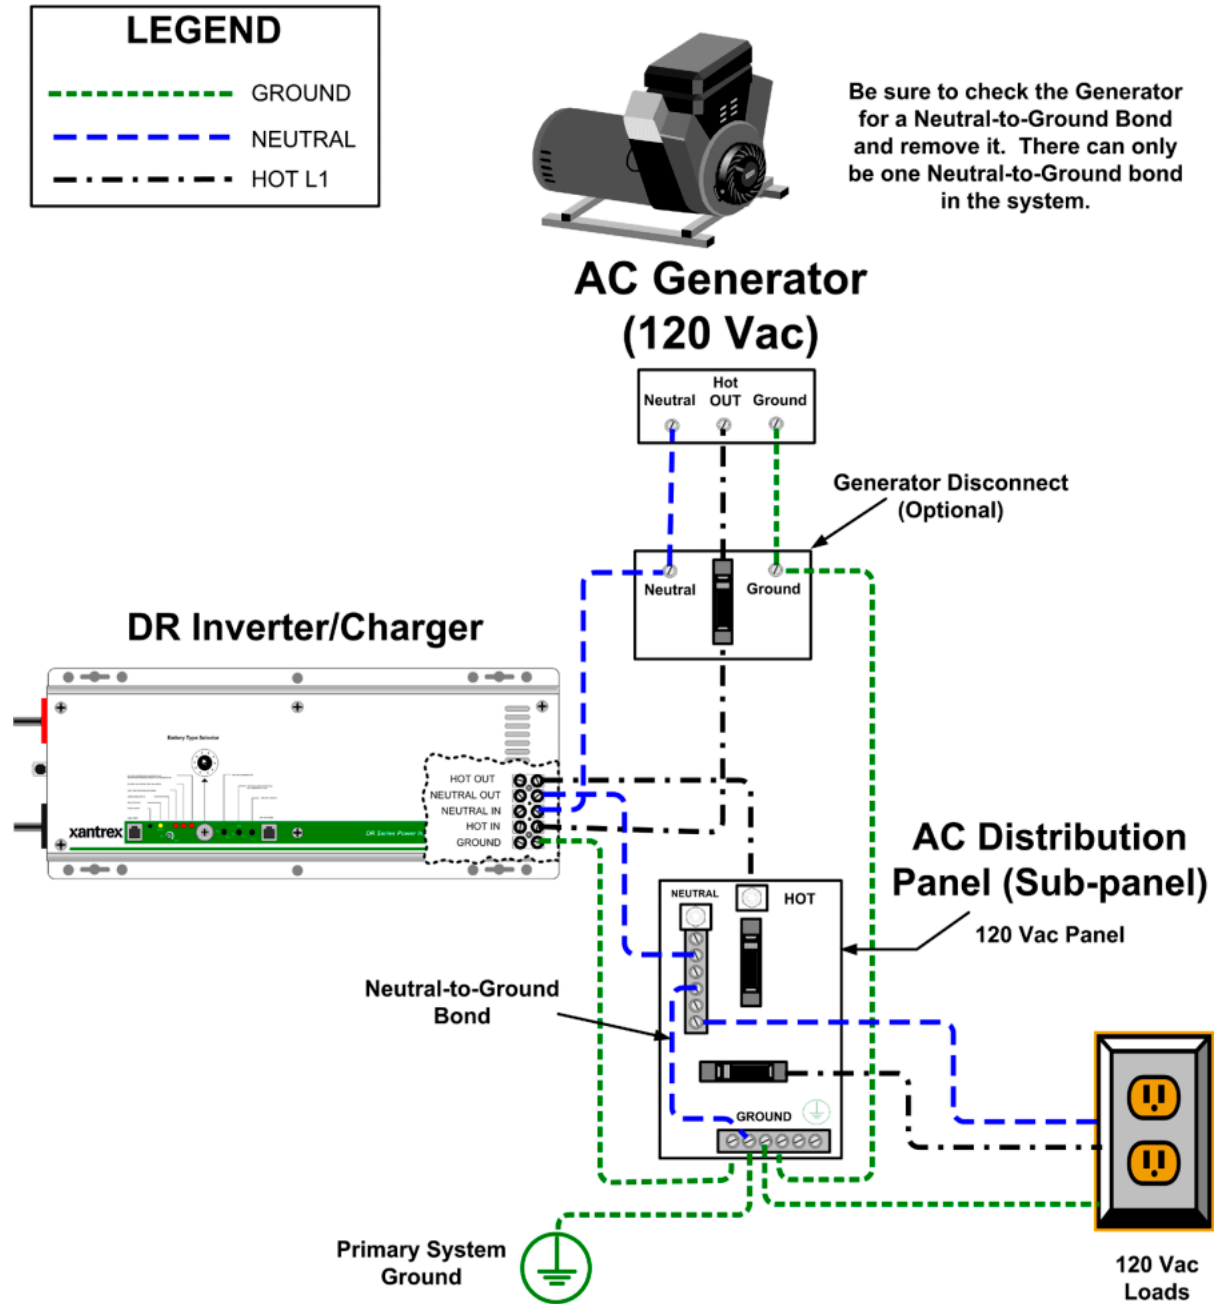 LEGEND
GROUND
NEUTRAL
HOT L1
Be sure to check the Generator
for a Neutral-to-Ground Bond
and remove it. There can only
be one Neutral-to-Ground bond
in the system.
AC Generator
(120 Vac)
Neutral
Hot
OUT
Ground
Generator Disconnect
(Optional)
Neutral
Ground
DR Inverter/Charger
Battery Type Selector
HOT OUT
NEUTRAL OUT
NEUTRAL IN
HOT IN
GROUND
xantrex
AC Distribution
Panel (Sub-panel)
120 Vac Panel
NEUTRAL
HOT
Neutral-to-Ground
Bond
GROUND
Primary System
Ground
120 Vac
Loads